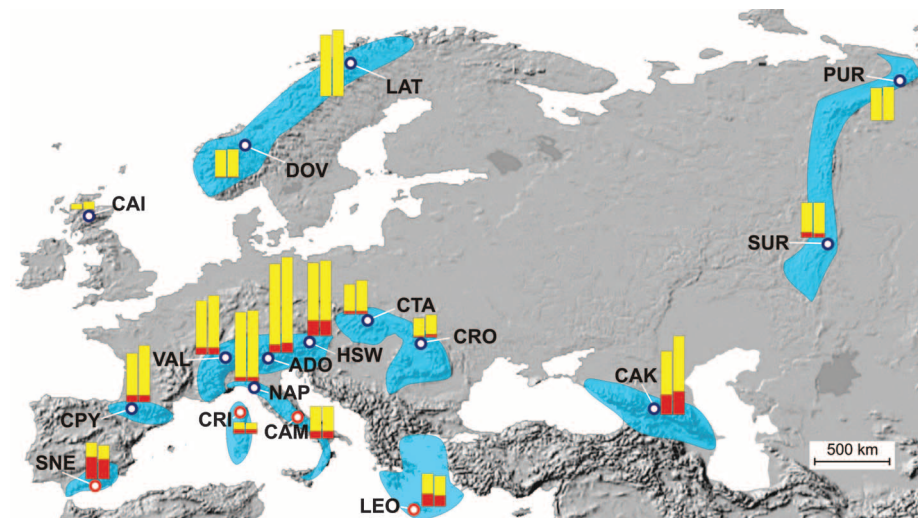 LAT
PUR
DOV
CAI
SUR
CTA
CRO
HSW
VAL
ADO
NAP
CAK
CPY
CRI
CAM
SNE
LEO
500 km